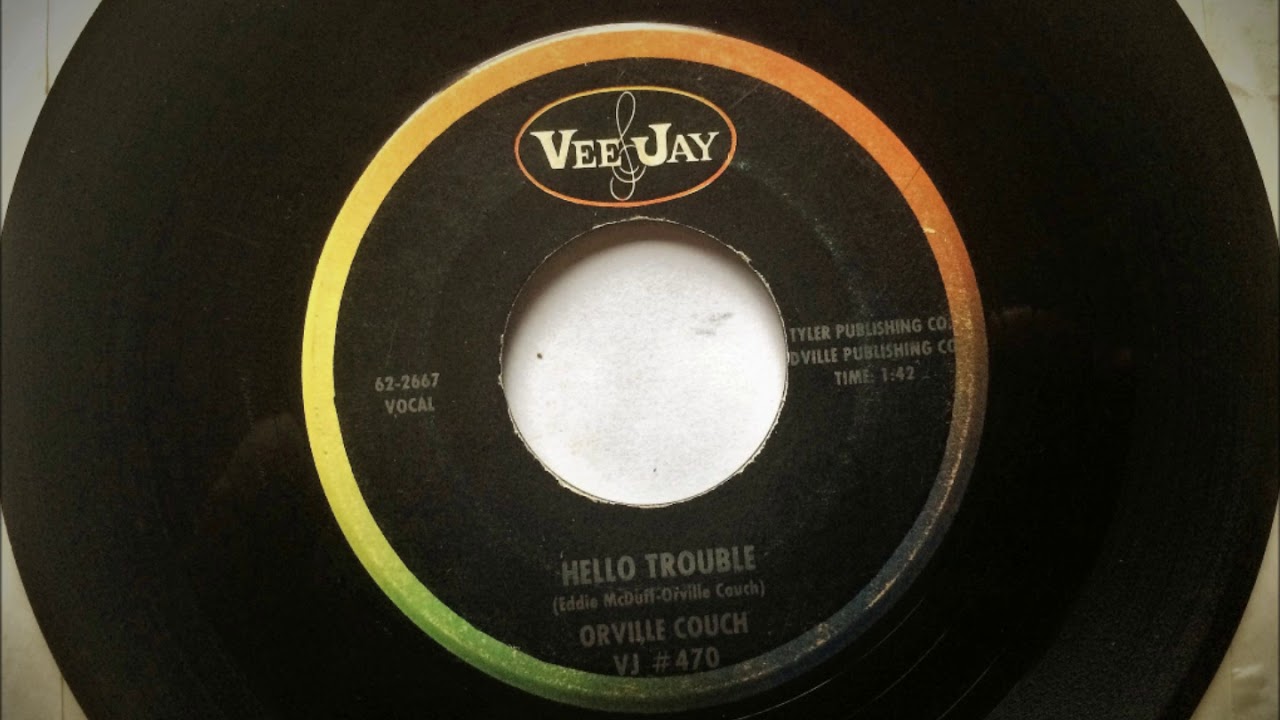 VEE JAY
TYLER PUBLISHING CO.
DVILLE PUBLISHING CO
TIME: 1:42
62-2667
VOCAL
HELLO TROUBLE
(Eddie McDuff-Orville Couch)
ORVILLE COUCH
VJ #470